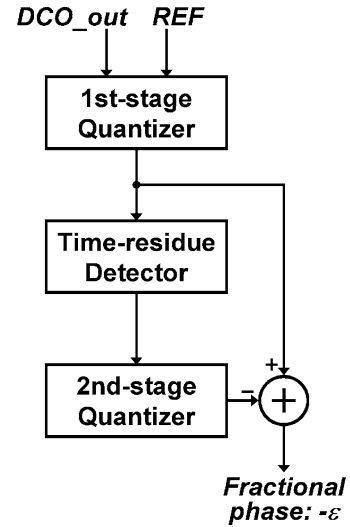 DCO_out REF
1st-stage
Quantizer
Time-residue
Detector
+
2nd-stage
Quantizer
−
+
Fractional
phase: -ε